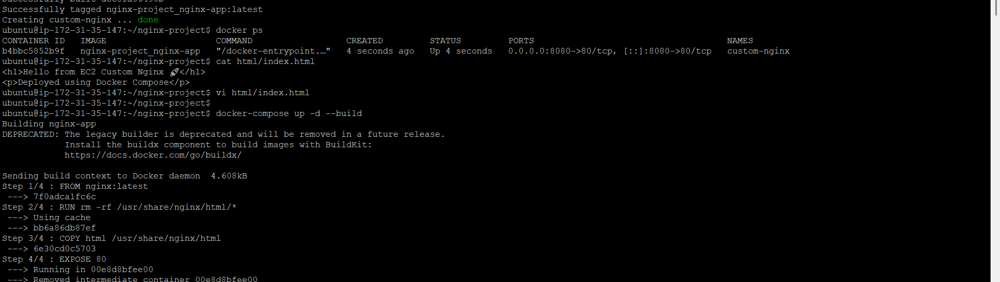 Successfully built dcc81a60490b
Successfully tagged nginx-project_nginx-app:latest
Creating custom-nginx ... done
ubuntu@ip-172-31-35-147:~/nginx-project$ docker ps
CONTAINER ID   IMAGE                     COMMAND                  CREATED         STATUS         PORTS                                     NAMES
b4bbc5852b9f   nginx-project_nginx-app   "/docker-entrypoint.…"   4 seconds ago   Up 4 seconds   0.0.0.0:8080->80/tcp, [::]:8080->80/tcp   custom-nginx
ubuntu@ip-172-31-35-147:~/nginx-project$ cat html/index.html
<h1>Hello from EC2 Custom Nginx 🚀</h1>
<p>Deployed using Docker Compose</p>
ubuntu@ip-172-31-35-147:~/nginx-project$ vi html/index.html
ubuntu@ip-172-31-35-147:~/nginx-project$
ubuntu@ip-172-31-35-147:~/nginx-project$ docker-compose up -d --build
Building nginx-app
DEPRECATED: The legacy builder is deprecated and will be removed in a future release.
            Install the buildx component to build images with BuildKit:
            https://docs.docker.com/go/buildx/
Sending build context to Docker daemon  4.608kB
Step 1/4 : FROM nginx:latest
 ---> 7f0adca1fc6c
Step 2/4 : RUN rm -rf /usr/share/nginx/html/*
 ---> Using cache
 ---> bb6a86db87ef
Step 3/4 : COPY html /usr/share/nginx/html
 ---> 6e30cd0c5703
Step 4/4 : EXPOSE 80
 ---> Running in 00e8d8bfee00
 ---> Removed intermediate container 00e8d8bfee00